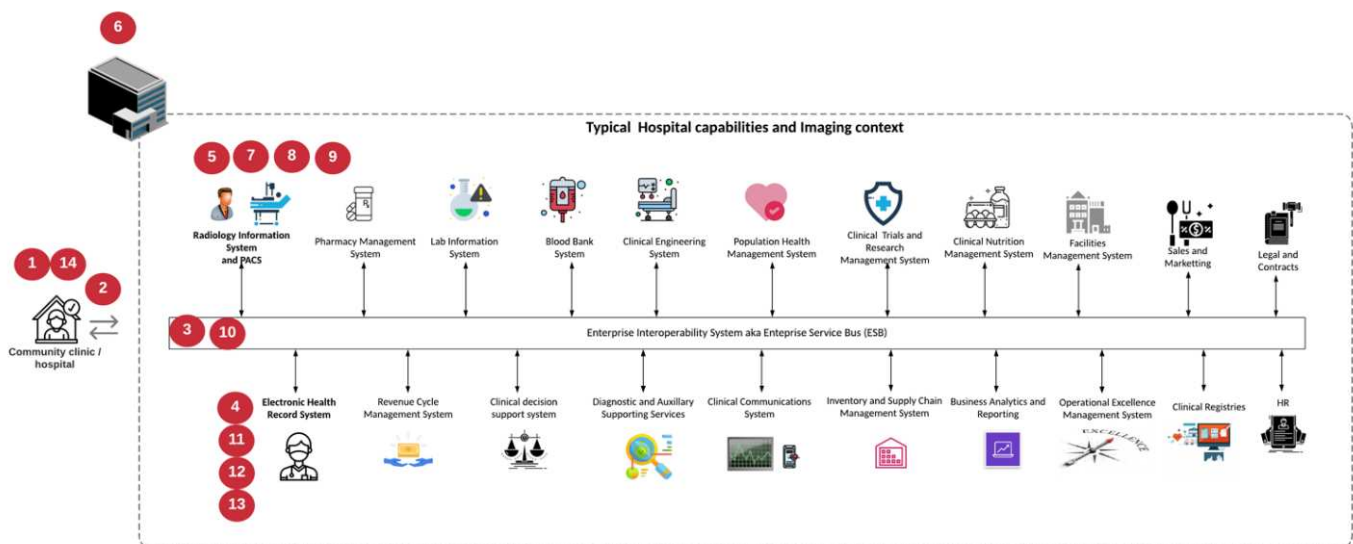 6
Typical Hospital capabilities and Imaging context
5 7 8 9
Radiology Information
System
and PACS
Pharmacy Management
System
Lab Information
System
Blood Bank
System
Clinical Engineering
System
Population Health
Management System
Clinical Trials and
Research
Management System
Clinical Nutrition
Management System
Facilities
Management System
Sales and
Marketting
Legal and
Contracts
1 14
2
Community clinic /
hospital
3 10
Enterprise Interoperability System aka Enteprise Service Bus (ESB)
4
11
12
13
Electronic Health
Record System
Revenue Cycle
Management System
Clinical decision
support system
Diagnostic and Auxillary
Supporting Services
Clinical Communications
System
Inventory and Supply Chain
Management System
Business Analytics and
Reporting
Operational Excellence
Management System
EXCELLENCE
Clinical Registries
HR